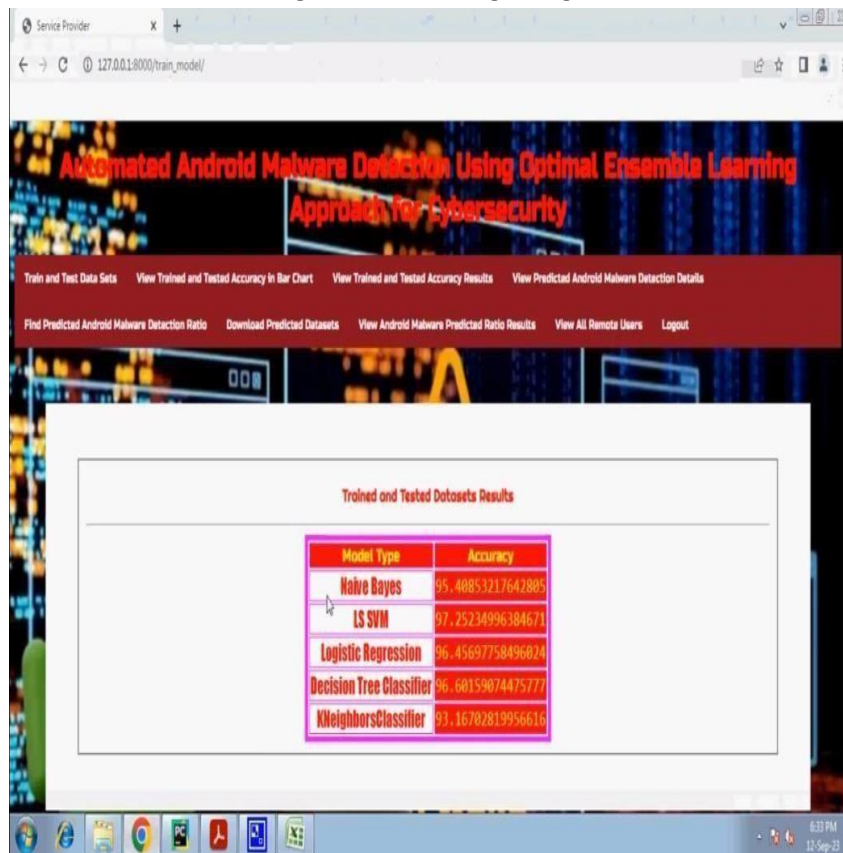 Service Provider
127.0.0.1:8000/train_model/
Automated Android Malware Detection Using Optimal Ensemble Learning
Approach for Cybersecurity
Train and Test Data Sets View Trained and Tested Accuracy in Bar Chart View Trained and Tested Accuracy Results View Predicted Android Malware Detection Details
Find Predicted Android Malware Detection Ratio Download Predicted Datasets View Android Malware Predicted Ratio Results View All Remote Users Logout
Trained and Tested Datasets Results
Model Type Accuracy
Naive Bayes 95.40853217642805
LS SVM 97.25234996384671
Logistic Regression 96.45697758496024
Decision Tree Classifier 96.60159074475777
KNeighborsClassifier 93.16702819956616
PC
6:33 PM
12-Sep-23